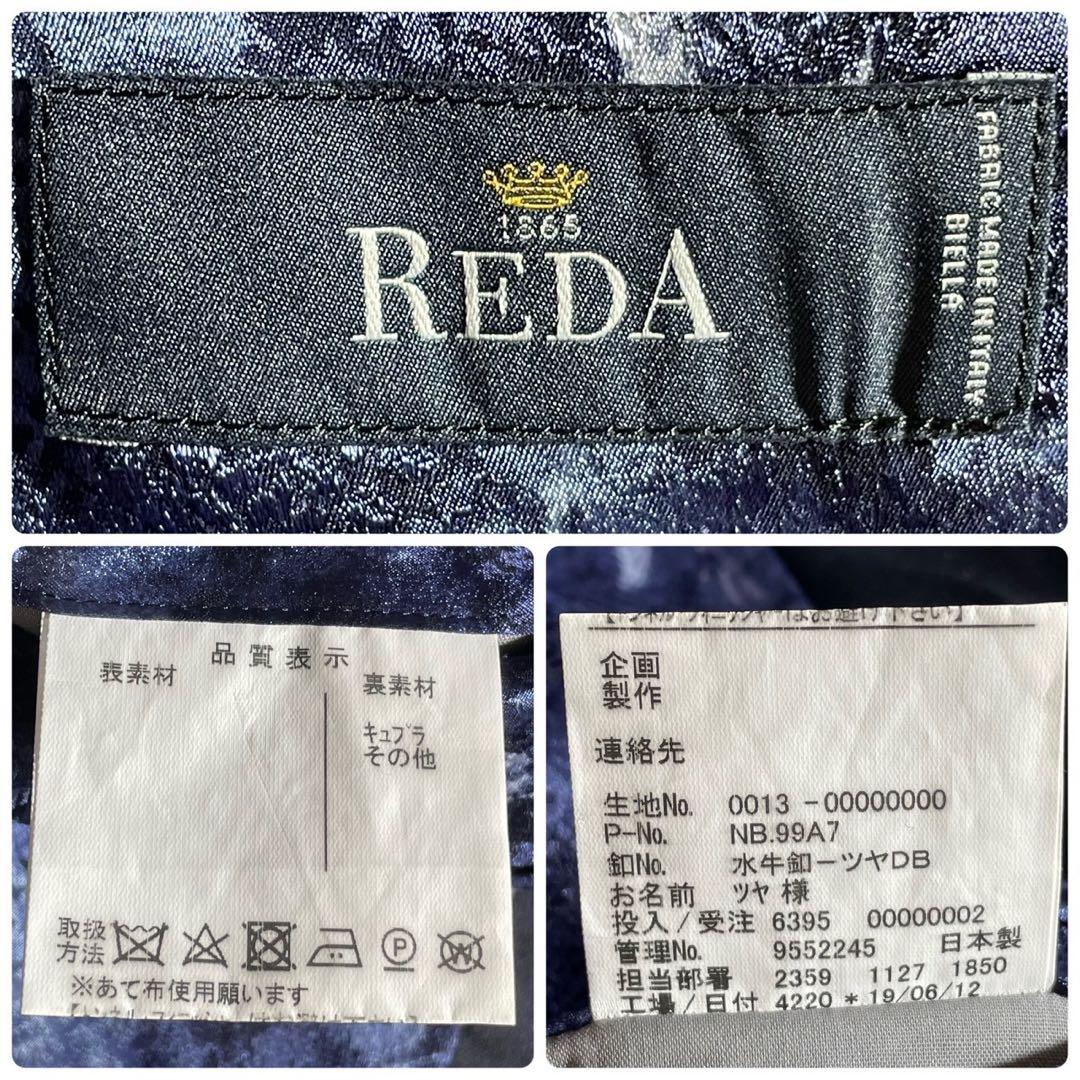 1865
REDA
FABRIC MADE IN ITALY
BIELLA
品質表示
表素材
裏素材
ｷｭﾌﾟﾗ
その他
取扱
方法
P
W
※あて布使用願います
企画
製作
連絡先
生地No. 0013 -00000000
P-No. NB.99A7
釦No. 水牛釦ーツヤDB
お名前 ツヤ 様
投入/受注 6395 00000002
管理No. 9552245 日本製
担当部署 2359 1127 1850
工場/日付 4220 * 19/06/12